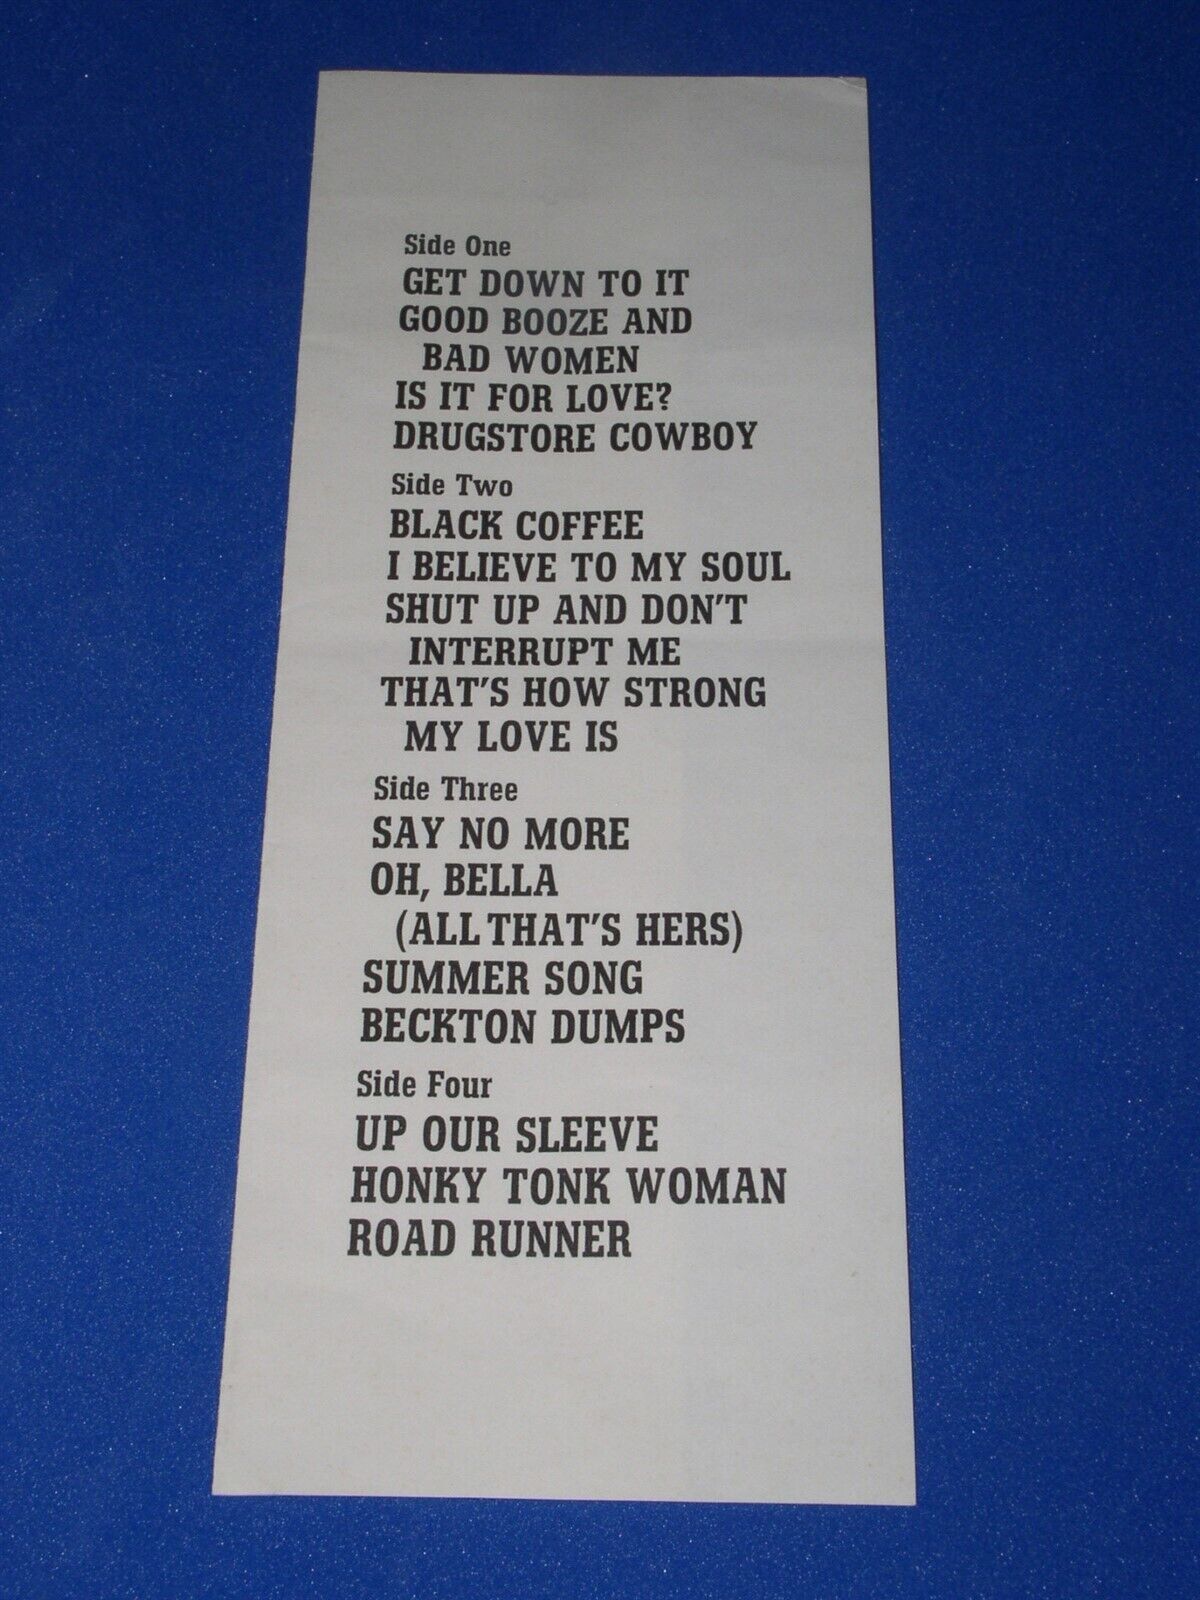 Side One
GET DOWN TO IT
GOOD BOOZE AND
BAD WOMEN
IS IT FOR LOVE?
DRUGSTORE COWBOY
Side Two
BLACK COFFEE
I BELIEVE TO MY SOUL
SHUT UP AND DON'T
INTERRUPT ME
THAT'S HOW STRONG
MY LOVE IS
Side Three
SAY NO MORE
OH, BELLA
(ALL THAT'S HERS)
SUMMER SONG
BECKTON DUMPS
Side Four
UP OUR SLEEVE
HONKY TONK WOMAN
ROAD RUNNER